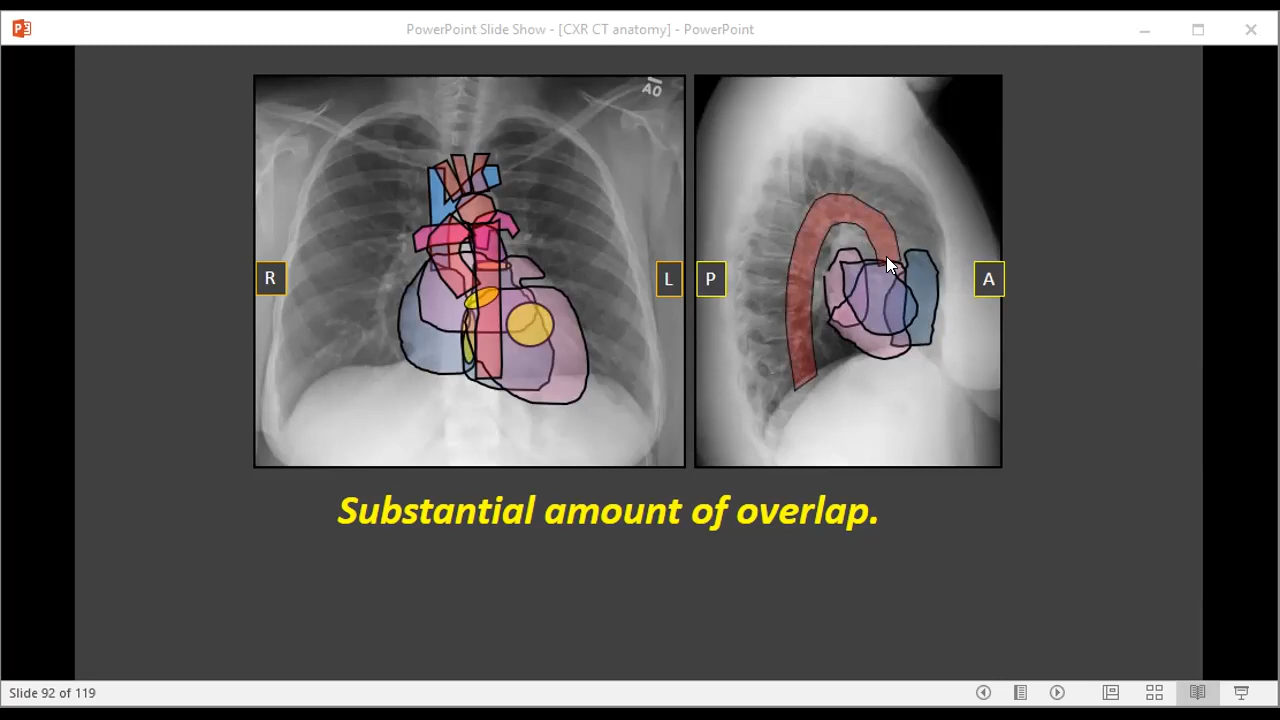 PowerPoint Slide Show - [CXR CT anatomy] - PowerPoint
AO
R
L
P
A
Substantial amount of overlap.
Slide 92 of 119